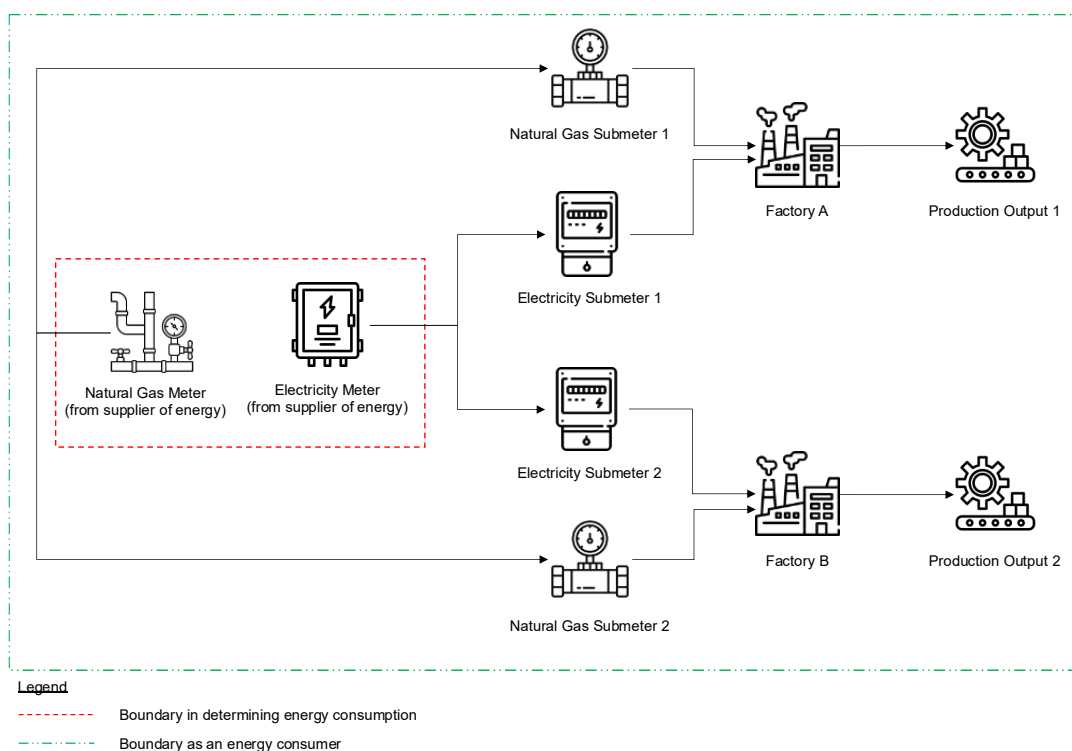 Natural Gas Submeter 1
Factory A
Production Output 1
Electricity Submeter 1
Natural Gas Meter
(from supplier of energy)
Electricity Meter
(from supplier of energy)
Electricity Submeter 2
Factory B
Production Output 2
Natural Gas Submeter 2
Legend
Boundary in determining energy consumption
Boundary as an energy consumer